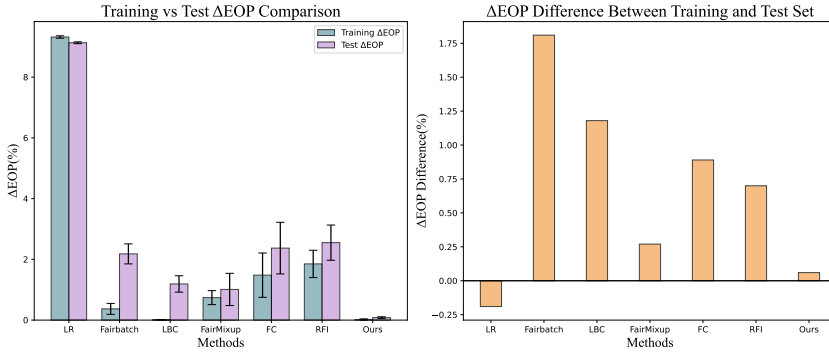 Training vs Test ΔEOP Comparison
Training ΔEOP
Test ΔEOP
ΔEOP(%)
8
6
4
2
0
LR Fairbatch LBC FairMixup FC RFI Ours
Methods
ΔEOP Difference Between Training and Test Set
ΔEOP Difference(%)
1.75
1.50
1.25
1.00
0.75
0.50
0.25
0.00
−0.25
LR Fairbatch LBC FairMixup FC RFI Ours
Methods